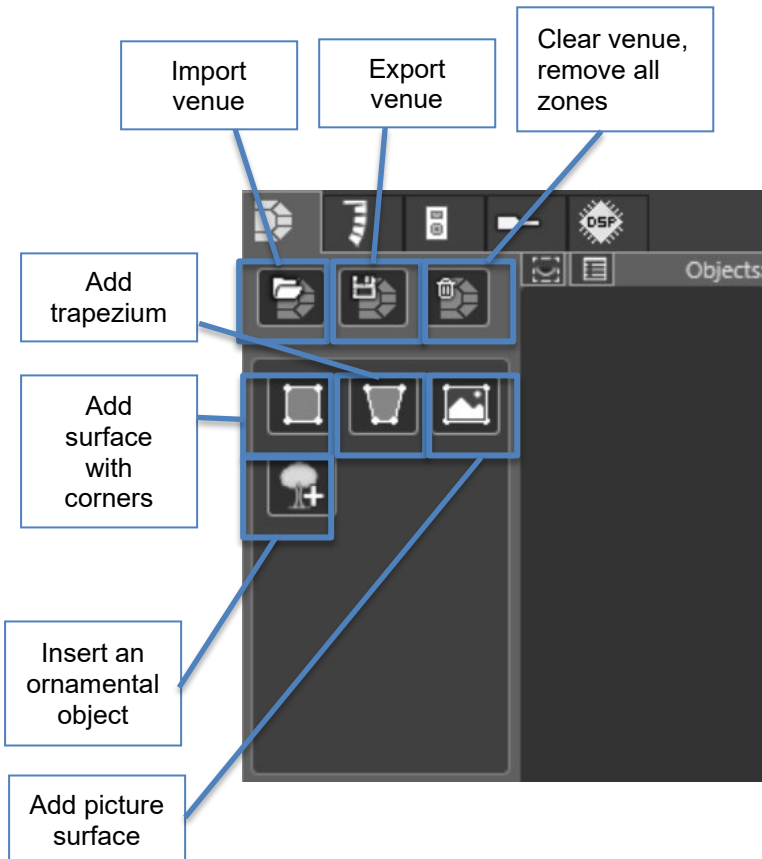 Import
venue
Export
venue
Clear venue,
remove all
zones
DSP
Objects:
Add
trapezium
Add
surface
with
corners
Insert an
ornamental
object
Add picture
surface